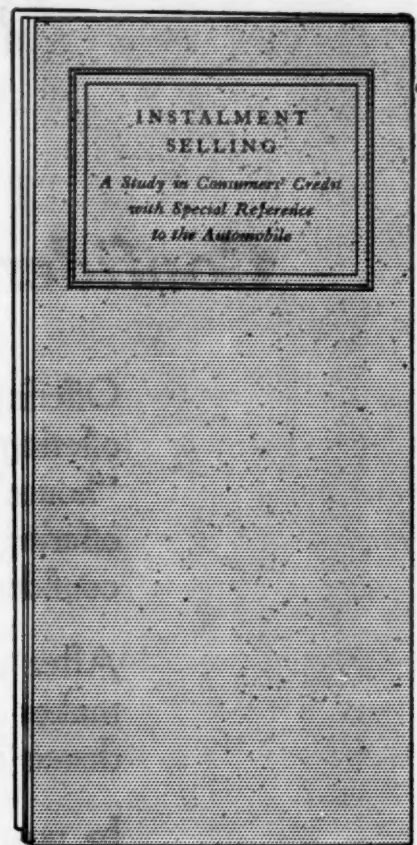 INSTALMENT
SELLING
A Study in Consumers' Credit
with Special Reference
to the Automobile